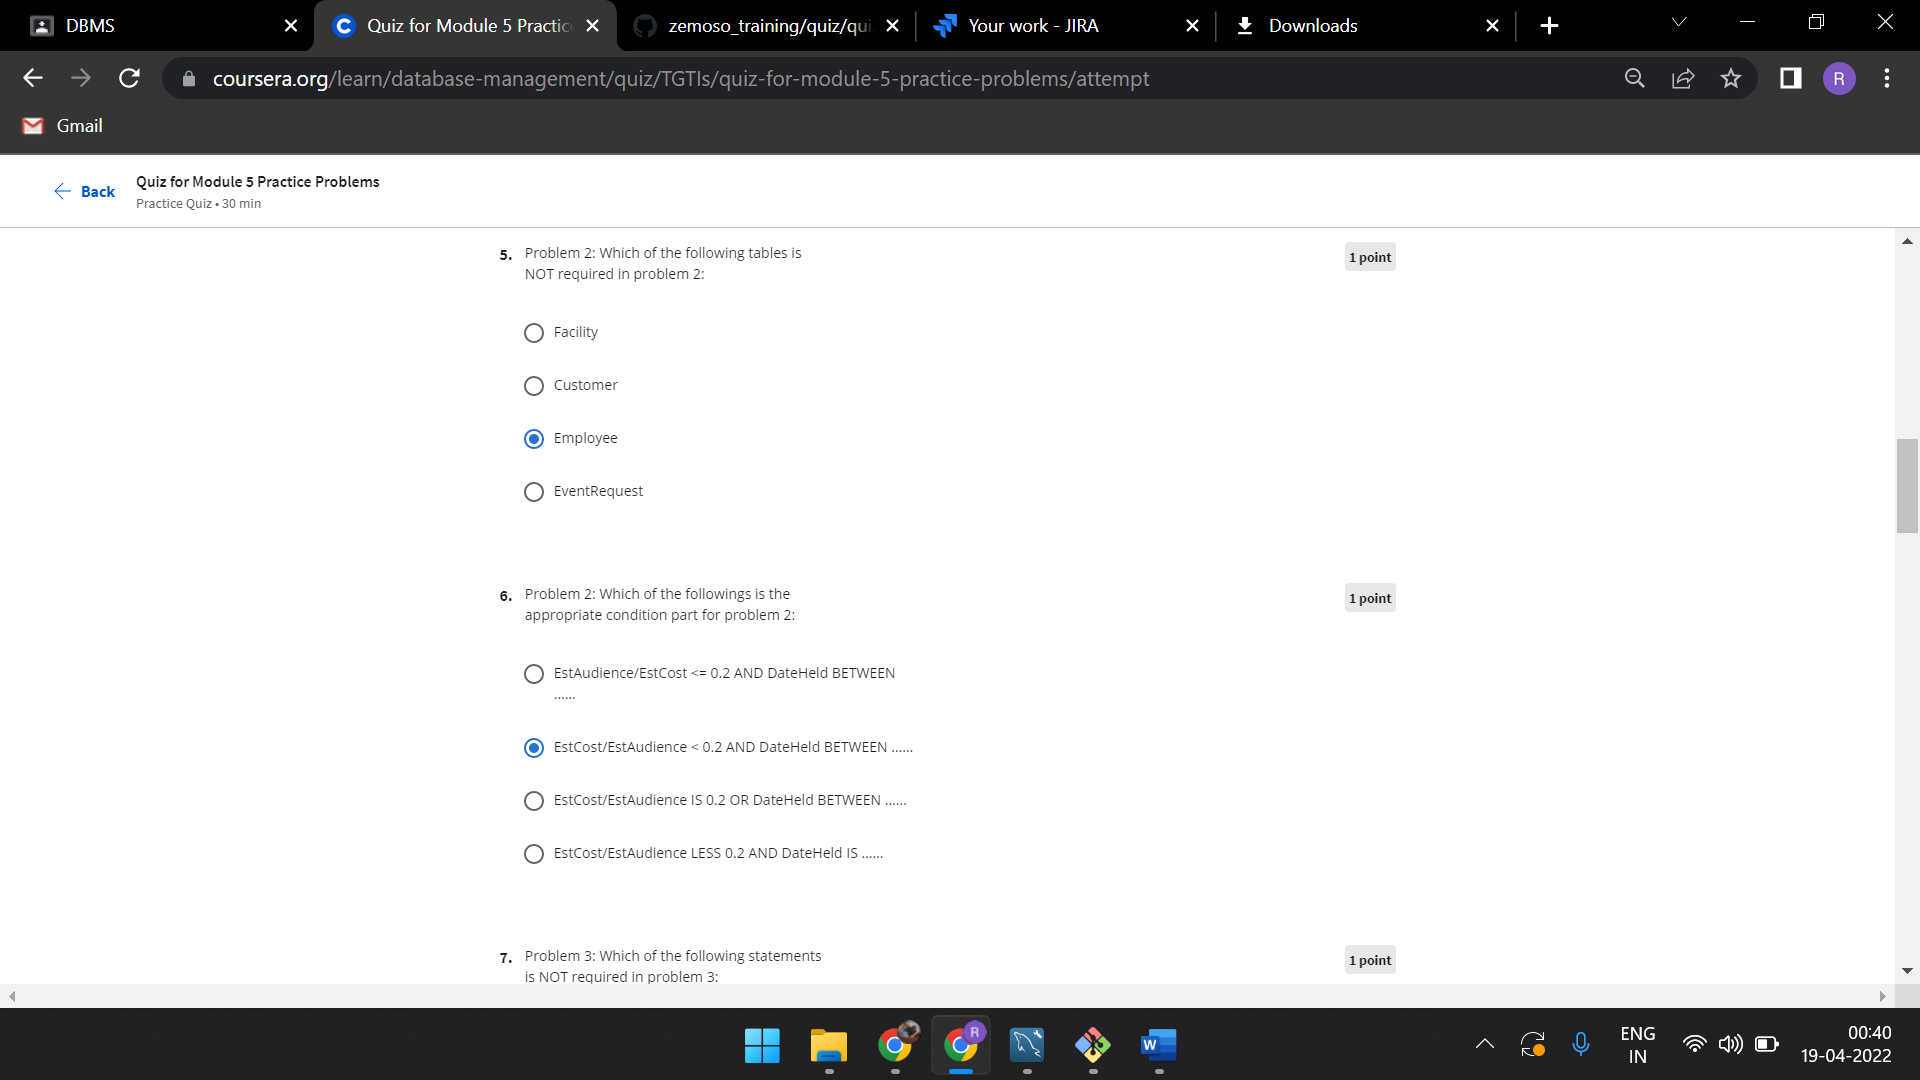 DBMS
Quiz for Module 5 Practic
zemoso_training/quiz/qui
Your work - JIRA
Downloads
coursera.org/learn/database-management/quiz/TGTIs/quiz-for-module-5-practice-problems/attempt
R
Gmail
Back
Quiz for Module 5 Practice Problems
Practice Quiz • 30 min
5. Problem 2: Which of the following tables is
NOT required in problem 2:
1 point
Facility
Customer
Employee
EventRequest
6. Problem 2: Which of the followings is the
appropriate condition part for problem 2:
1 point
EstAudience/EstCost <= 0.2 AND DateHeld BETWEEN
......
EstCost/EstAudience < 0.2 AND DateHeld BETWEEN ......
EstCost/EstAudience IS 0.2 OR DateHeld BETWEEN ......
EstCost/EstAudience LESS 0.2 AND DateHeld IS ......
7. Problem 3: Which of the following statements
is NOT required in problem 3:
1 point
R
W
ENG
IN
00:40
19-04-2022